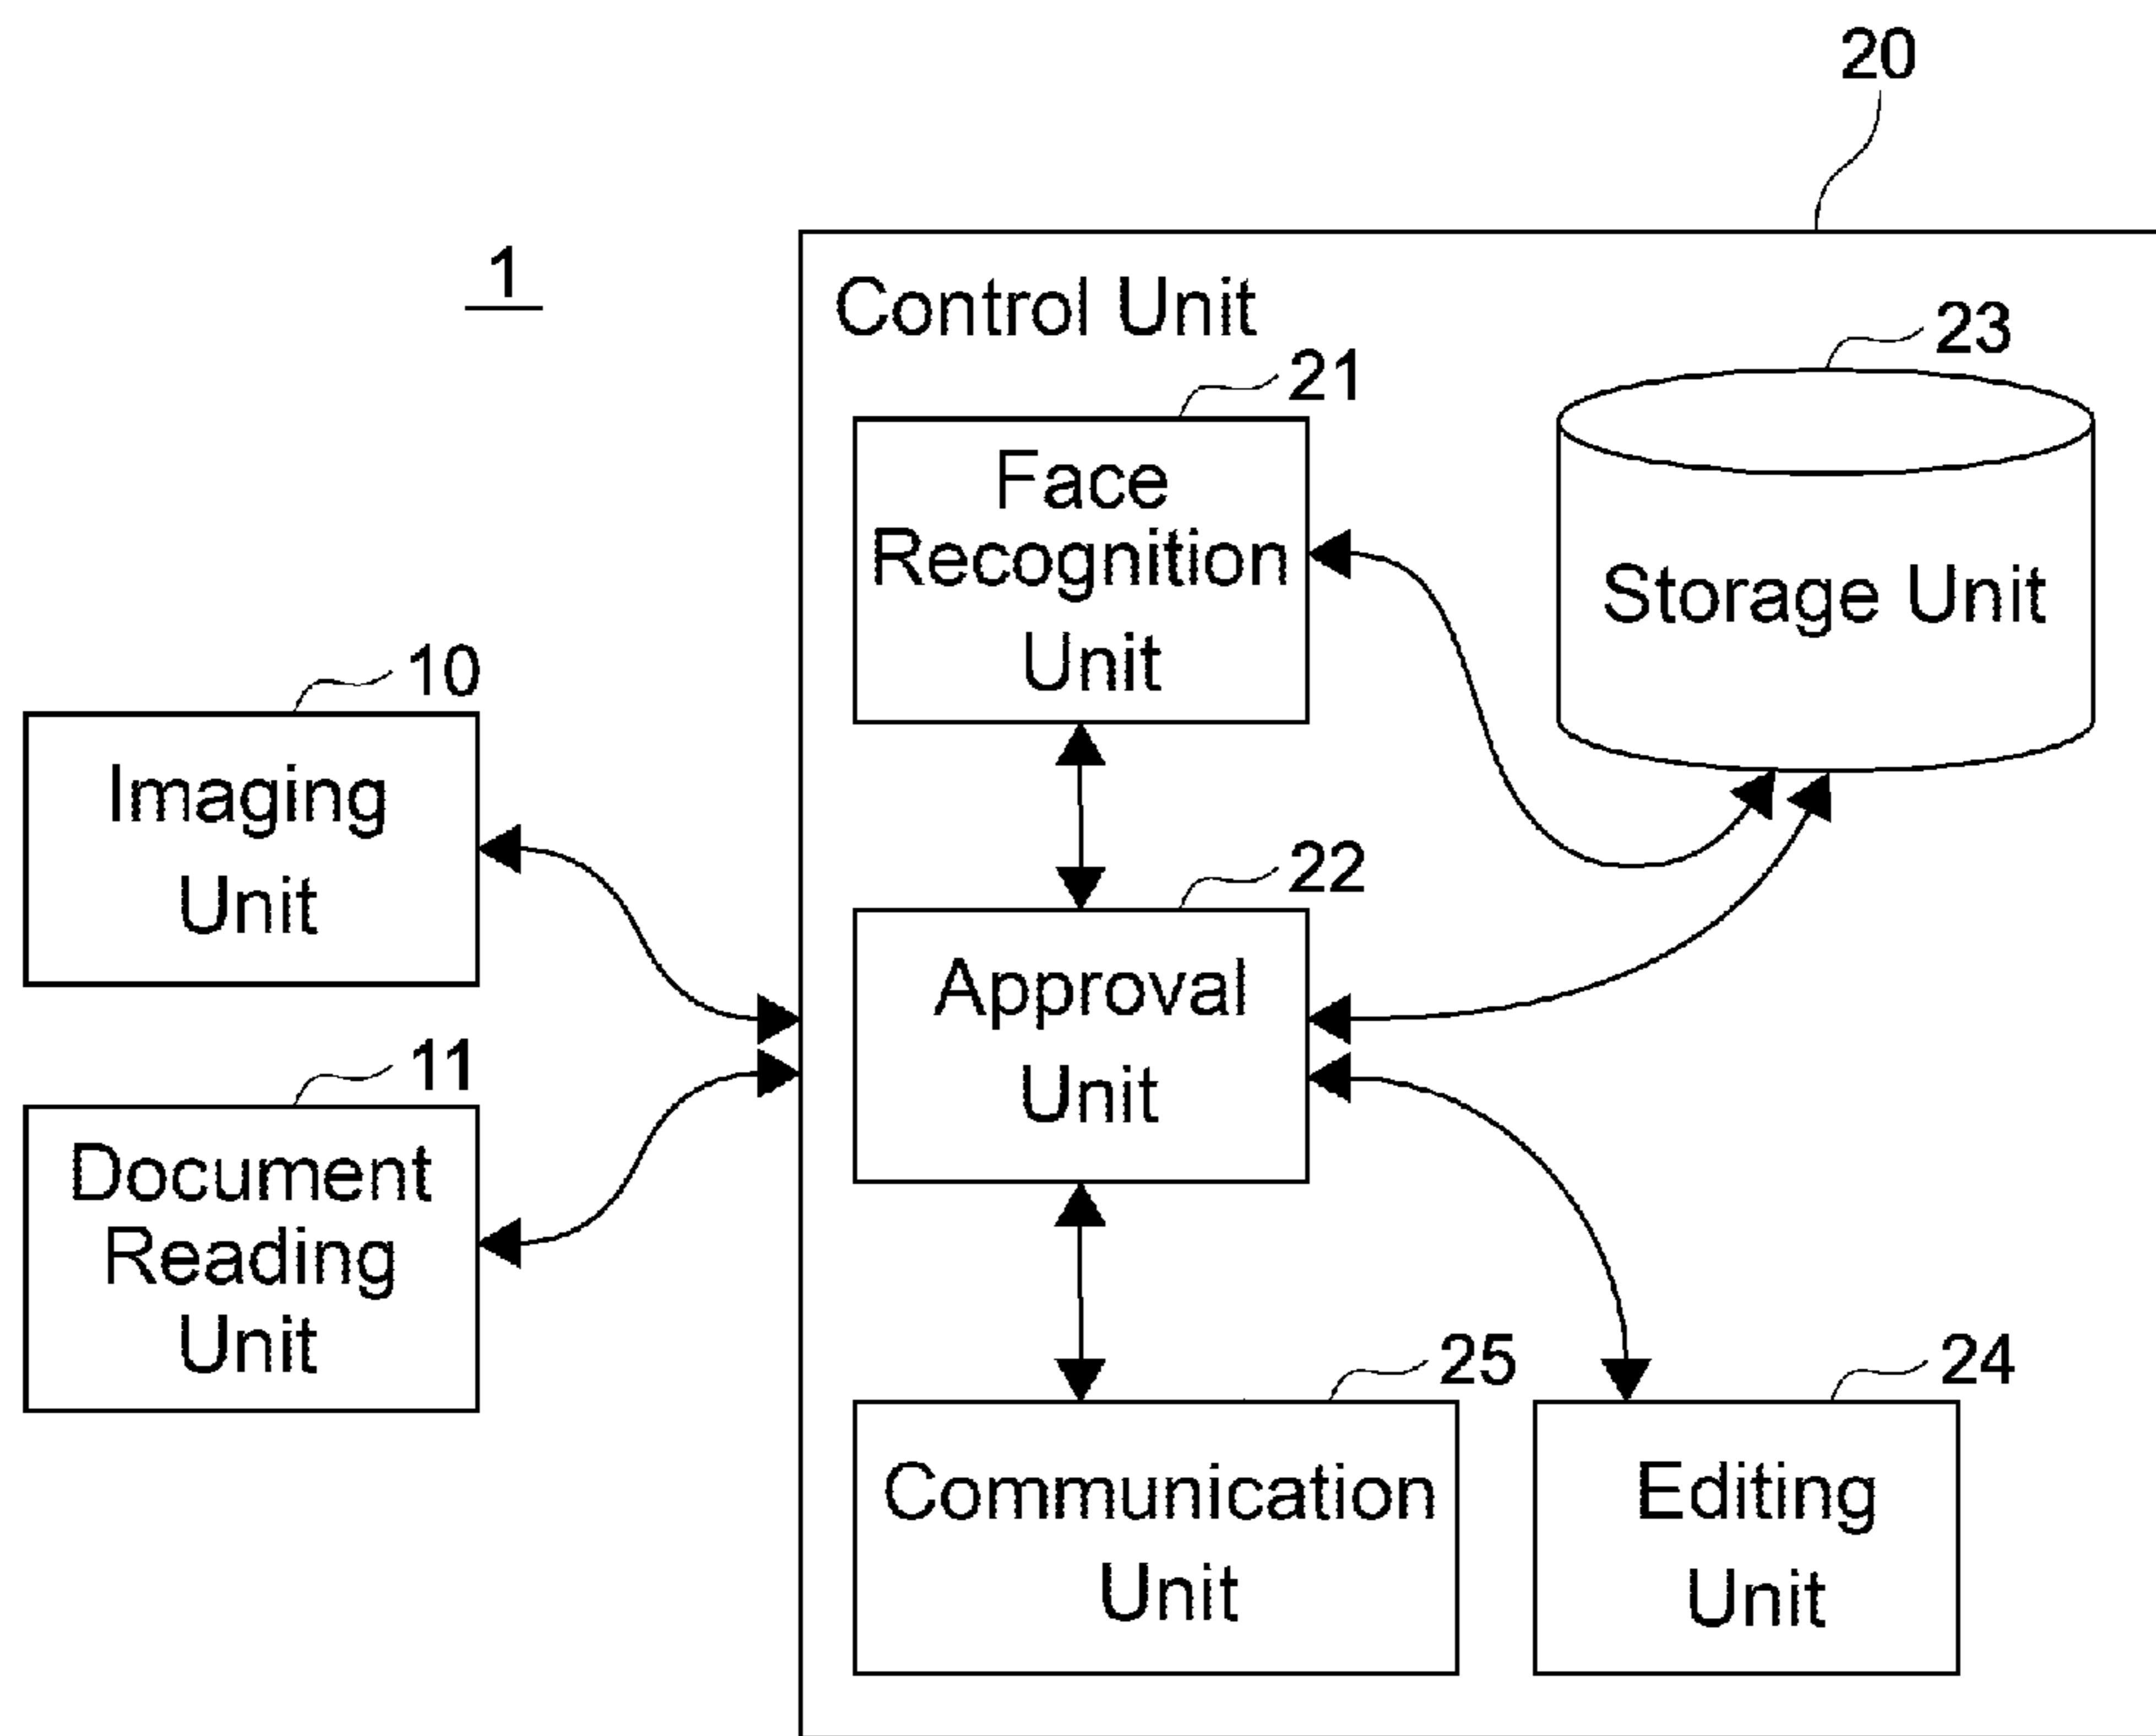 20
1
Control Unit
23
21
Face
Recognition
Unit
Storage Unit
10
Imaging
Unit
22
Approval
Unit
11
Document
Reading
Unit
25
Communication
Unit
24
Editing
Unit